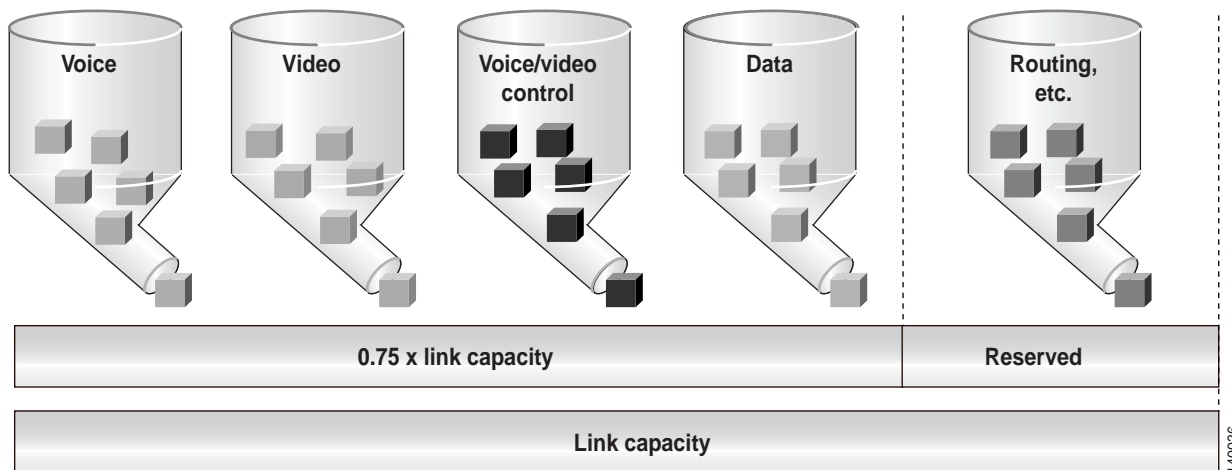 Voice
Video
Voice/video
control
Data
Routing,
etc.
0.75 x link capacity
Reserved
Link capacity